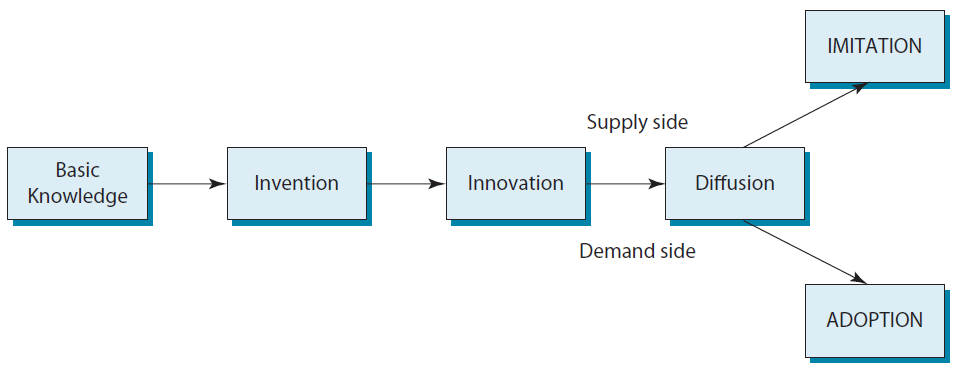 IMITATION
Supply side
Basic
Knowledge
Invention
Innovation
Diffusion
Demand side
ADOPTION